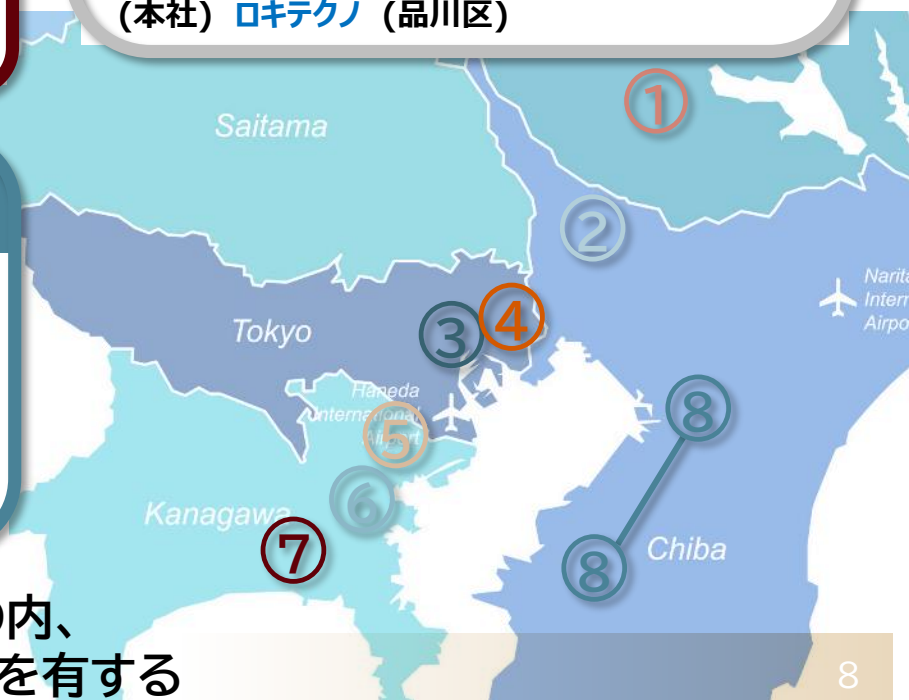 (本社) ロキテクノ (品川区)
①
Saitama
②
Narita
Intern
Airpo
④
Tokyo
③
Haneda
International
Airport
⑧
⑤
⑥
Kanagawa
⑦
Chiba
⑧
の内、
を有する
8